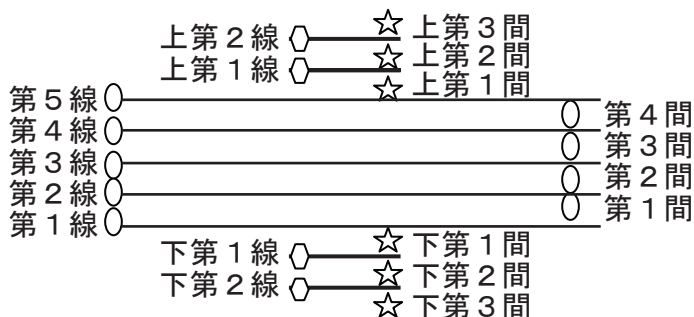 上第２線
上第３間
上第１線
上第２間
上第１間
第５線
第４間
第４線
第３間
第３線
第２間
第２線
第１間
第１線
下第１線
下第１間
下第２線
下第２間
下第３間